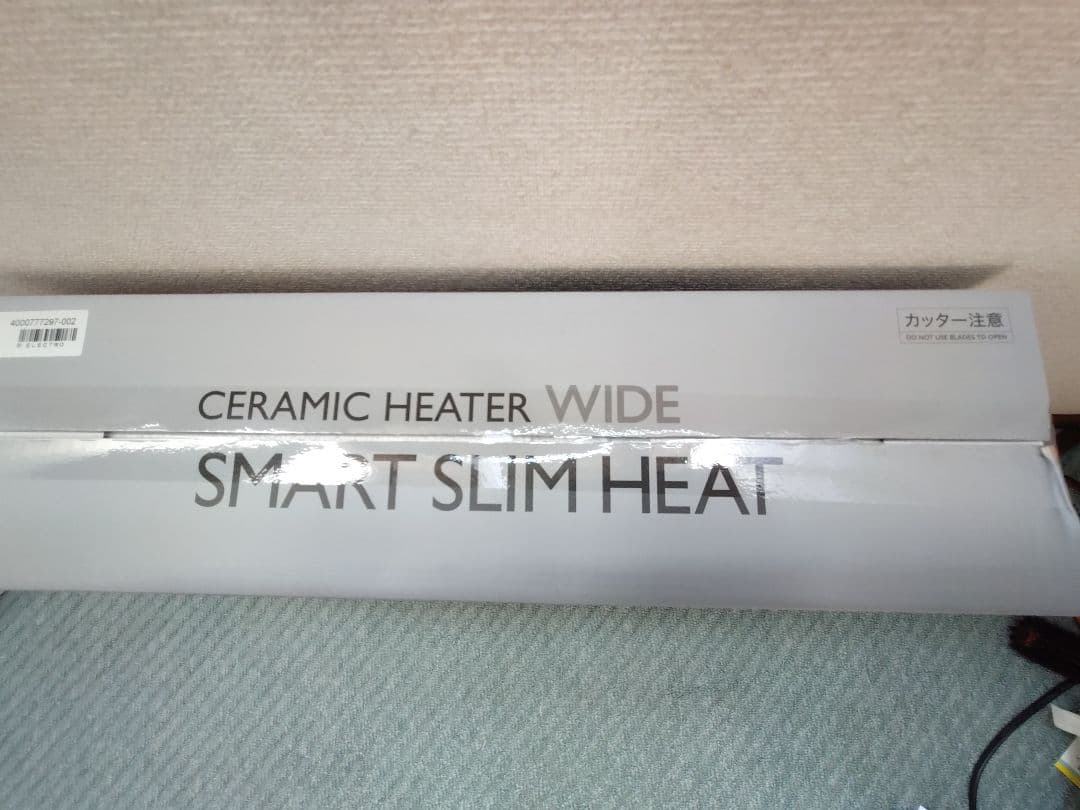 4000777297-002
カッター注意
DO NOT USE BLADES TO OPEN
CERAMIC HEATER WIDE
SMART SLIM HEAT